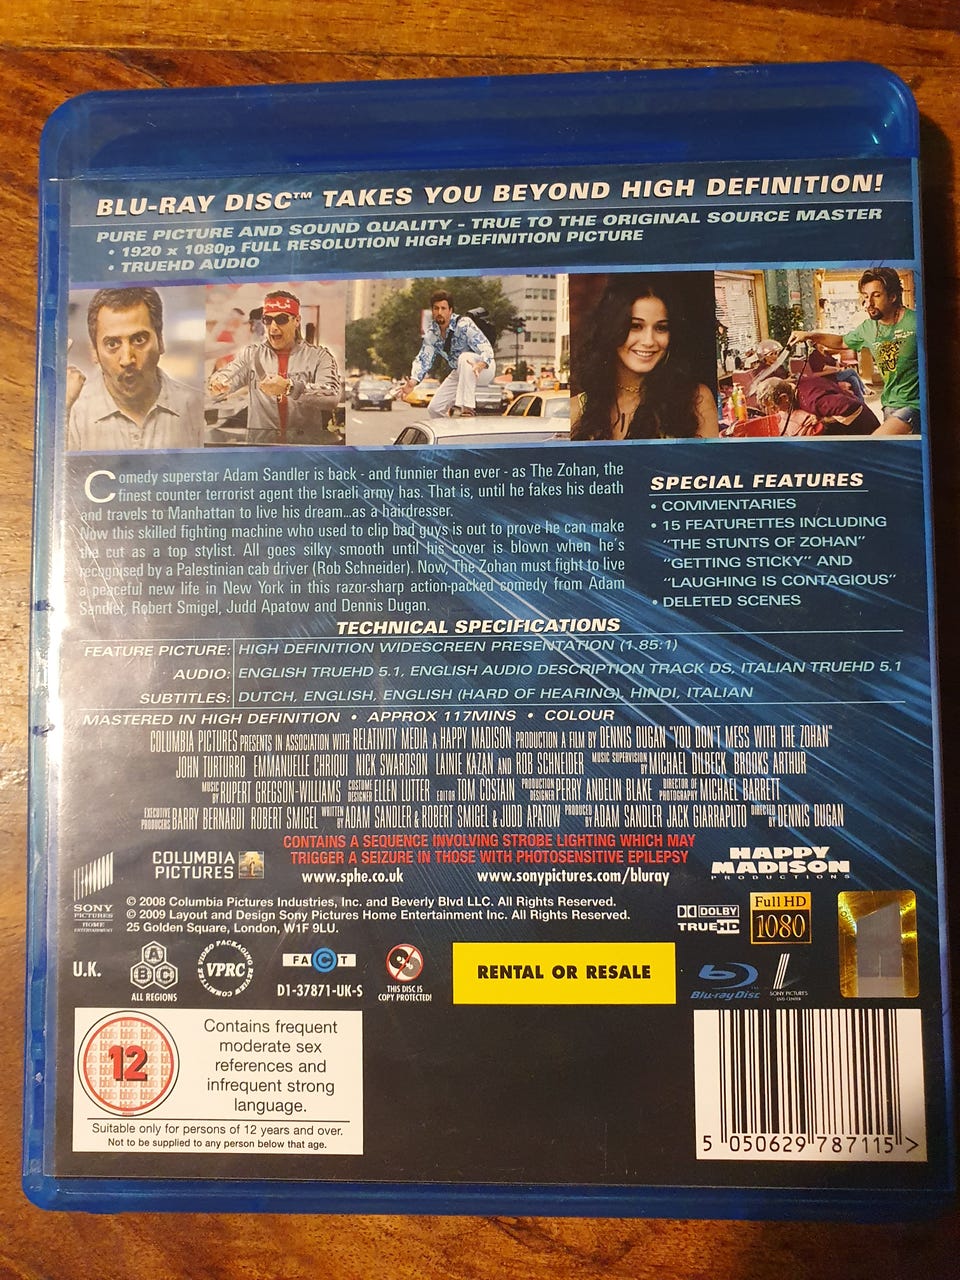 BLU-RAY DISC™ TAKES YOU BEYOND HIGH DEFINITION!
PURE PICTURE AND SOUND QUALITY - TRUE TO THE ORIGINAL SOURCE MASTER
• 1920 x 1080p FULL RESOLUTION HIGH DEFINITION PICTURE
• TRUEHD AUDIO
Comedy superstar Adam Sandler is back - and funnier than ever - as The Zohan, the
finest counter terrorist agent the Israeli army has. That is, until he fakes his death
and travels to Manhattan to live his dream...as a hairdresser.
Now this skilled fighting machine who used to clip bad guys is out to prove he can make
the cut as a top stylist. All goes silky smooth until his cover is blown when he's
recognised by a Palestinian cab driver (Rob Schneider). Now, The Zohan must fight to live
a peaceful new life in New York in this razor-sharp action-packed comedy from Adam
Sandler, Robert Smigel, Judd Apatow and Dennis Dugan.
SPECIAL FEATURES
• COMMENTARIES
• 15 FEATURETTES INCLUDING
"THE STUNTS OF ZOHAN"
"GETTING STICKY" AND
"LAUGHING IS CONTAGIOUS"
• DELETED SCENES
TECHNICAL SPECIFICATIONS
FEATURE PICTURE: HIGH DEFINITION WIDESCREEN PRESENTATION (1.85:1)
AUDIO: ENGLISH TRUEHD 5.1, ENGLISH AUDIO DESCRIPTION TRACK DS, ITALIAN TRUEHD 5.1
SUBTITLES: DUTCH, ENGLISH, ENGLISH (HARD OF HEARING), HINDI, ITALIAN
MASTERED IN HIGH DEFINITION • APPROX 117MINS • COLOUR
COLUMBIA PICTURES PRESENTS IN ASSOCIATION WITH RELATIVITY MEDIA A HAPPY MADISON PRODUCTION A FILM BY DENNIS DUGAN "YOU DON'T MESS WITH THE ZOHAN"
JOHN TURTURRO EMMANUELLE CHRIQUI NICK SWARDSON LAINIE KAZAN AND ROB SCHNEIDER MUSIC SUPERVISION BY MICHAEL DILBECK BROOKS ARTHUR
MUSIC BY RUPERT GREGSON-WILLIAMS COSTUME DESIGNER ELLEN LUTTER EDITOR TOM COSTAIN PRODUCTION DESIGNER PERRY ANDELIN BLAKE DIRECTOR OF PHOTOGRAPHY MICHAEL BARRETT
EXECUTIVE PRODUCERS BARRY BERNARDI ROBERT SMIGEL WRITTEN BY ADAM SANDLER & ROBERT SMIGEL & JUDD APATOW PRODUCED BY ADAM SANDLER JACK GIARRAPUTO DIRECTED BY DENNIS DUGAN
CONTAINS A SEQUENCE INVOLVING STROBE LIGHTING WHICH MAY
TRIGGER A SEIZURE IN THOSE WITH PHOTOSENSITIVE EPILEPSY
www.sphe.co.uk www.sonypictures.com/bluray
SONY
PICTURES
HOME
ENTERTAINMENT
COLUMBIA
PICTURES
HAPPY
MADISON
PRODUCTIONS
© 2008 Columbia Pictures Industries, Inc. and Beverly Blvd LLC. All Rights Reserved.
© 2009 Layout and Design Sony Pictures Home Entertainment Inc. All Rights Reserved.
25 Golden Square, London, W1F 9LU.
DOLBY
TRUEHD
Full HD
1080
U.K.
A
B C
ALL REGIONS
VIDEO PACKAGING REVIEW COMMITTEE
VPRC
FACT
D1-37871-UK-S
THIS DISC IS
COPY PROTECTED!
RENTAL OR RESALE
Blu-ray Disc
SONY PICTURES
DVD CENTER
12
Contains frequent
moderate sex
references and
infrequent strong
language.
Suitable only for persons of 12 years and over.
Not to be supplied to any person below that age.
5 050629 787115 >